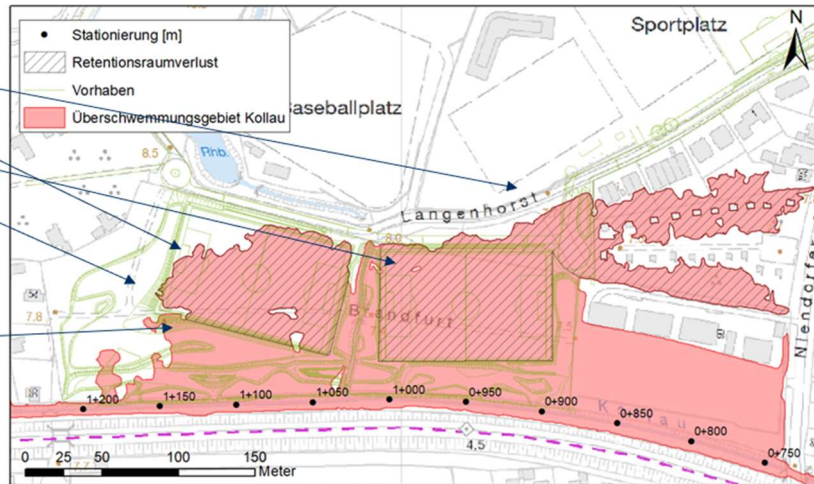 Stationierung [m]
Retentionsraumverlust
Vorhaben
Überschwemmungsgebiet Kollau
Sportplatz
N
Baseballplatz
8.5
Rhb.
Langenhorst
8.0
7.8
Brandfurt
7.5
Niendorfer
1+200
1+150
1+100
1+050
1+000
0+950
0+900
0+850
0+800
0+750
Kollau
4,5
0 25 50 100 150
Meter